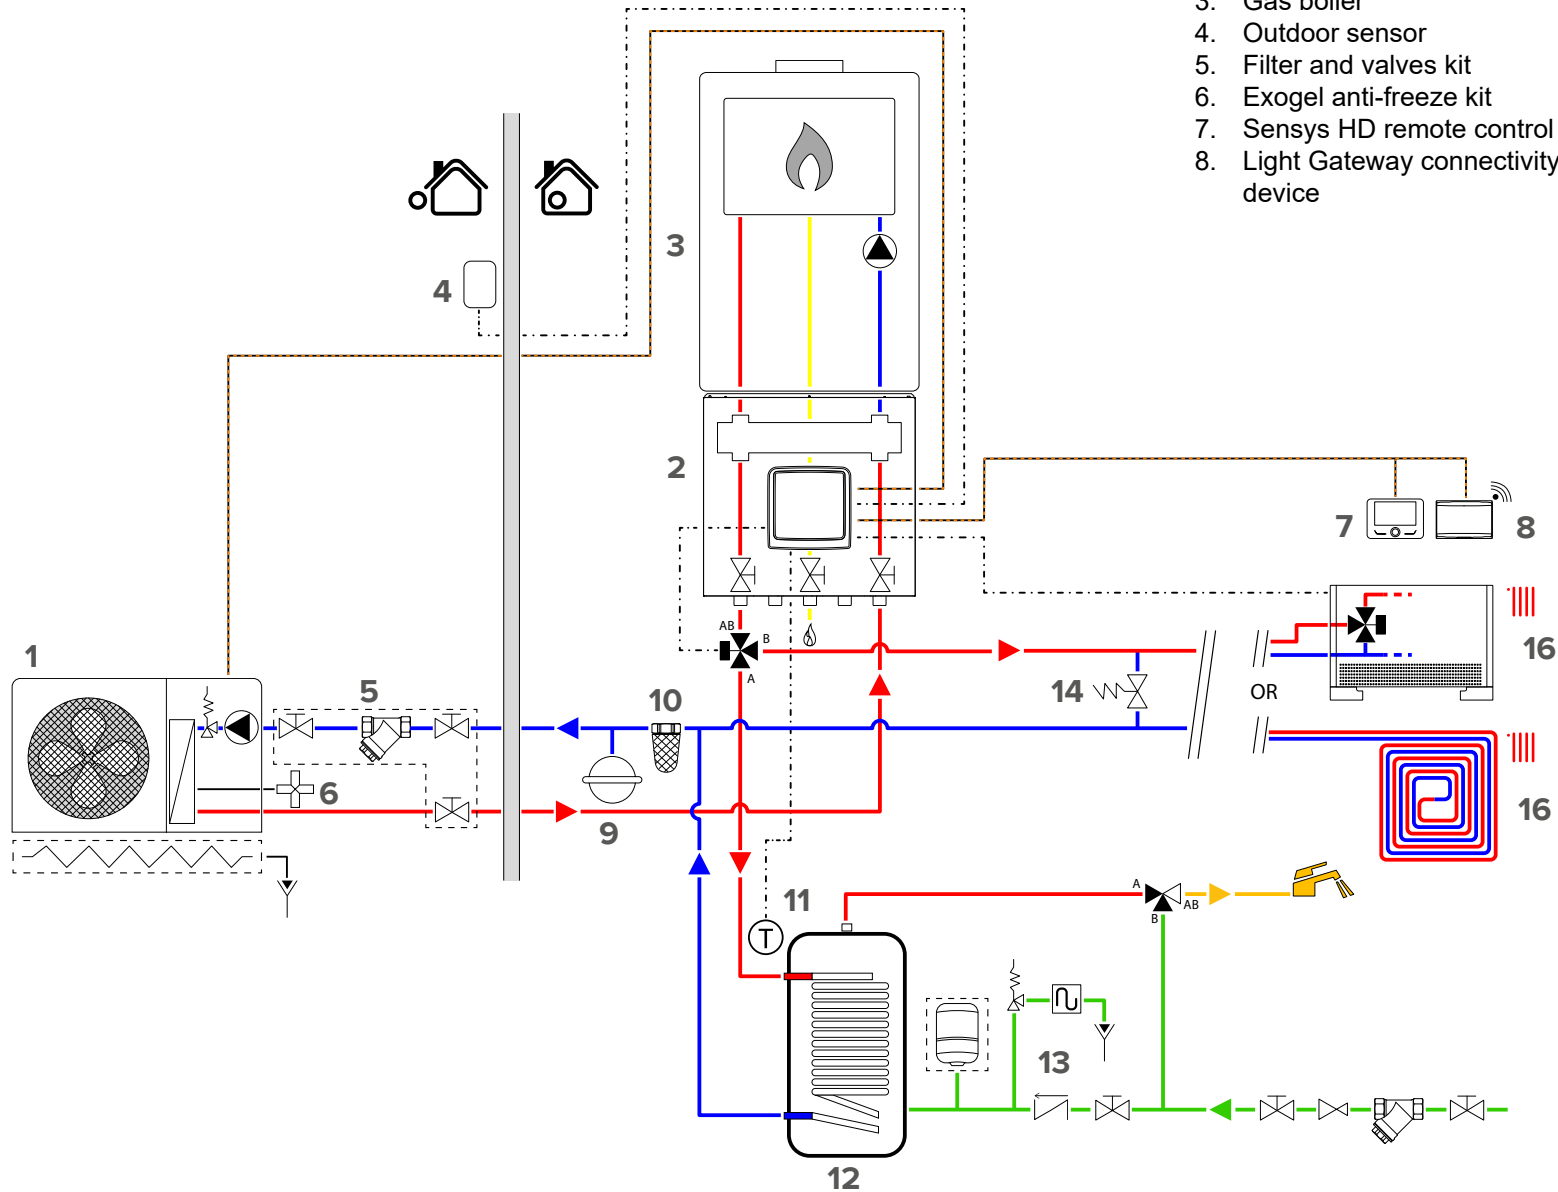 3. Gas boiler
4. Outdoor sensor
5. Filter and valves kit
6. Exogel anti-freeze kit
7. Sensys HD remote control
8. Light Gateway connectivity
device
3
4
2
7
8
AB
B
A
1
5
10
14
16
OR
6
9
16
11
A
AB
B
T
13
12